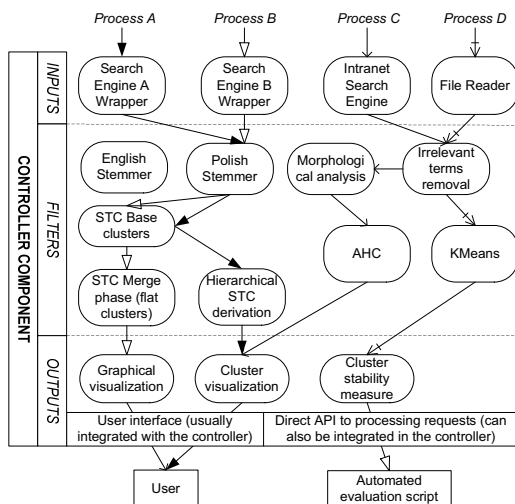 Process A Process B Process C Process D
INPUTS
Search
Engine A
Wrapper
Search
Engine B
Wrapper
Intranet
Search
Engine
File Reader
CONTROLLER COMPONENT
FILTERS
English
Stemmer
Polish
Stemmer
Morphologi
cal analysis
Irrelevant
terms
removal
STC Base
clusters
AHC
KMeans
STC Merge
phase (flat
clusters)
Hierarchical
STC
derivation
OUTPUTS
Graphical
visualization
Cluster
visualization
Cluster
stability
measure
User interface (usually
integrated with the controller)
Direct API to processing requests (can
also be integrated in the controller)
User
Automated
evaluation script